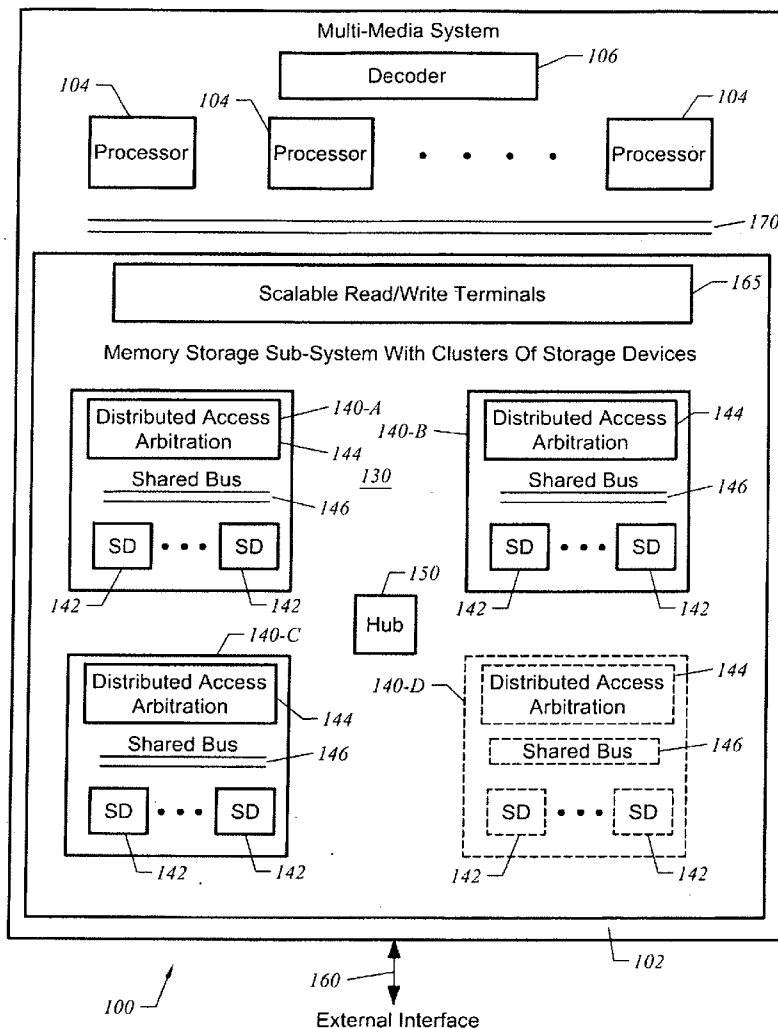 Multi-Media System
Decoder
106
104
104
104
Processor
Processor
Processor
170
Scalable Read/Write Terminals
165
Memory Storage Sub-System With Clusters Of Storage Devices
Distributed Access
Arbitration
140-A
144
Shared Bus
146
SD
SD
142
142
130
140-B
Distributed Access
Arbitration
144
Shared Bus
146
SD
SD
142
142
150
Hub
140-C
Distributed Access
Arbitration
144
Shared Bus
146
SD
SD
142
142
140-D
Distributed Access
Arbitration
144
Shared Bus
146
SD
SD
142
142
102
100
160
External Interface